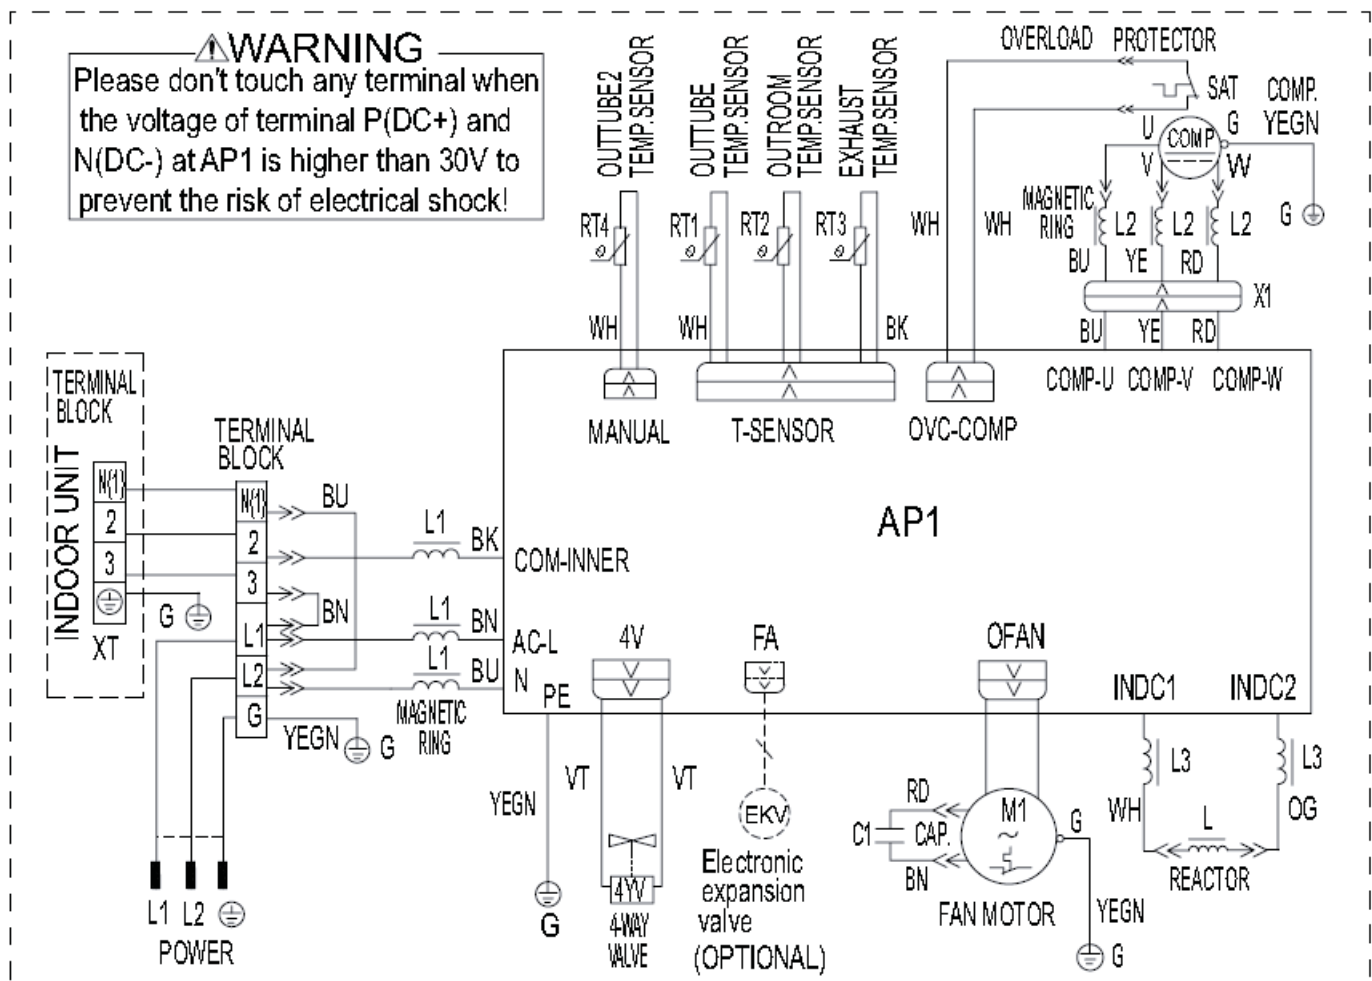 ⚠WARNING
Please don't touch any terminal when
the voltage of terminal P(DC+) and
N(DC-) at AP1 is higher than 30V to
prevent the risk of electrical shock!
OUTTUBE2
TEMP.SENSOR
OUTTUBE
TEMP.SENSOR
OUTROOM
TEMP.SENSOR
EXHAUST
TEMP.SENSOR
OVERLOAD PROTECTOR
SAT
COMP.
YEGN
U
V
COMP
G
W
G
RT4
θ
RT1
θ
RT2
θ
RT3
θ
WH
WH
MAGNETIC
RING
L2
L2
L2
BU
YE
RD
X1
WH
WH
BK
BU
YE
RD
MANUAL
T-SENSOR
OVC-COMP
COMP-U
COMP-V
COMP-W
TERMINAL
BLOCK
INDOOR UNIT
N(1)
2
3
XT
G
TERMINAL
BLOCK
N(1)
2
3
L1
L2
G
BU
BN
YEGN
G
L1
BK
L1
BN
L1
BU
MAGNETIC
RING
COM-INNER
AC-L
N
PE
AP1
4V
FA
OFAN
INDC1
INDC2
YEGN
G
VT
VT
4YV
4-WAY
VALVE
EKV
Electronic
expansion
valve
(OPTIONAL)
RD
C1
CAP.
BN
M1
~
G
FAN MOTOR
YEGN
G
L3
WH
L3
OG
L
REACTOR
L1 L2
POWER